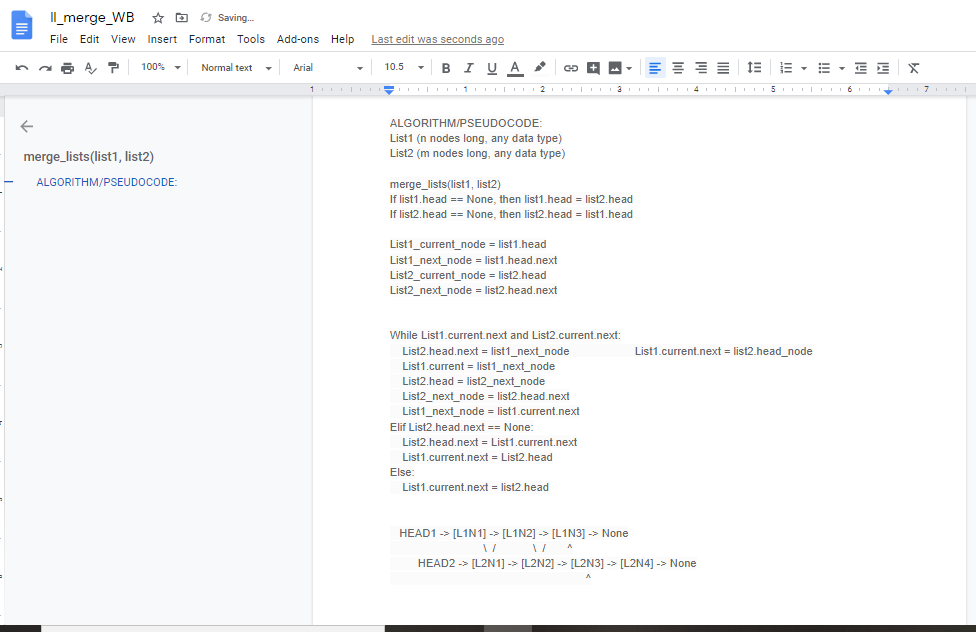 ll_merge_WB Saving...
File Edit View Insert Format Tools Add-ons Help Last edit was seconds ago
100% Normal text Arial 10.5 B I U A
1 1 2 3 4 5 6 7
merge_lists(list1, list2)
ALGORITHM/PSEUDOCODE:
ALGORITHM/PSEUDOCODE:
List1 (n nodes long, any data type)
List2 (m nodes long, any data type)
merge_lists(list1, list2)
If list1.head == None, then list1.head = list2.head
If list2.head == None, then list2.head = list1.head
List1_current_node = list1.head
List1_next_node = list1.head.next
List2_current_node = list2.head
List2_next_node = list2.head.next
While List1.current.next and List2.current.next:
List2.head.next = list1_next_node List1.current.next = list2.head_node
List1.current = list1_next_node
List2.head = list2_next_node
List2_next_node = list2.head.next
List1_next_node = list1.current.next
Elif List2.head.next == None:
List2.head.next = List1.current.next
List1.current.next = List2.head
Else:
List1.current.next = list2.head
HEAD1 -> [L1N1] -> [L1N2] -> [L1N3] -> None
\ / \ / ^
HEAD2 -> [L2N1] -> [L2N2] -> [L2N3] -> [L2N4] -> None
^